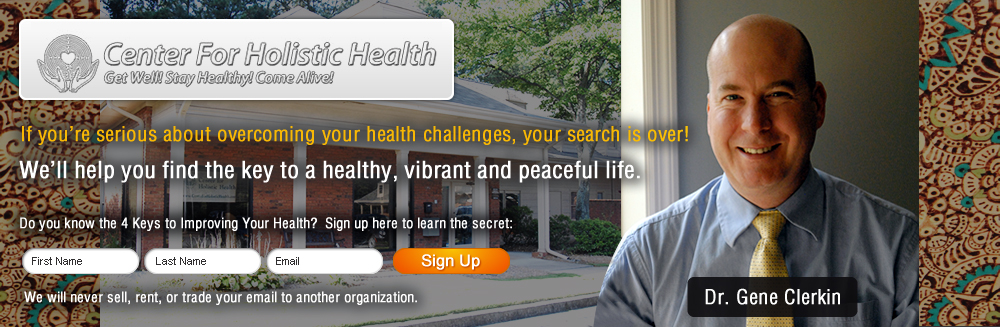 Center For Holistic Health
Get Well! Stay Healthy! Come Alive!
If you're serious about overcoming your health challenges, your search is over!
We'll help you find the key to a healthy, vibrant and peaceful life.
Holistic Health
Do you know the 4 Keys to Improving Your Health?  Sign up here to learn the secret:
First Name
Last Name
Email
Sign Up
We will never sell, rent, or trade your email to another organization.
Dr. Gene Clerkin